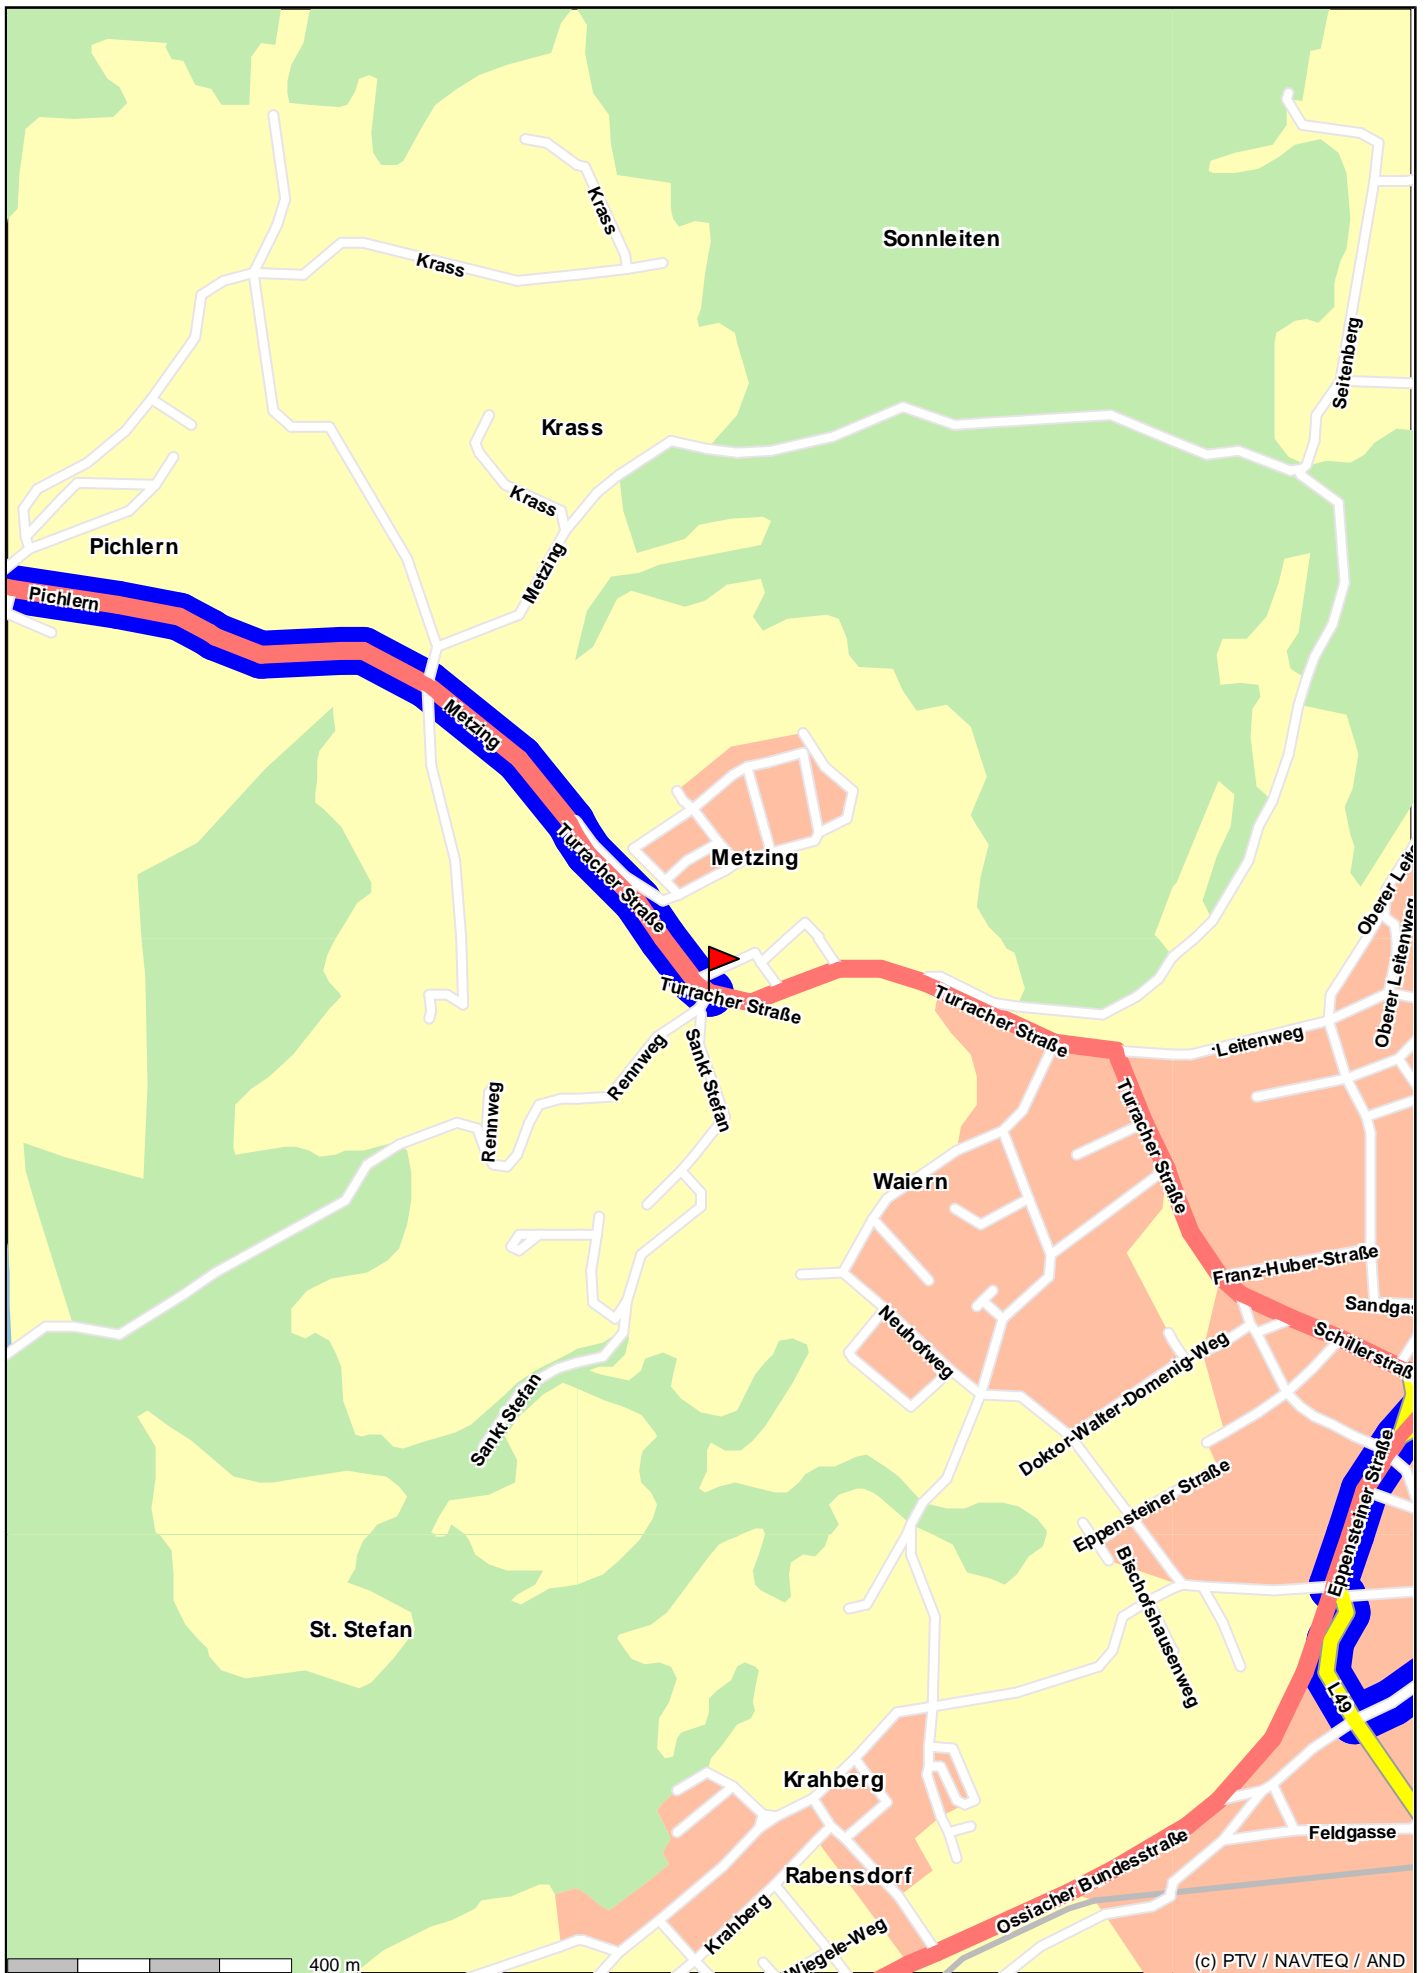 Krass
Sonnleiten
Krass
Seitenberg
Krass
Krass
Pichlern
Metzing
Pichlern
Metzing
Turracher Straße
Metzing
Oberer Leite
Oberer Leitenweg
Turracher Straße
Turracher Straße
Leitenweg
Rennweg
Sankt Stefan
Rennweg
Turracher Straße
Waiern
Franz-Huber-Straße
Sandgas
Neuhofweg
Schillerstraß
Doktor-Walter-Domenig-Weg
Sankt Stefan
Eppensteiner Straße
Eppensteiner Straße
Bischofshausenweg
St. Stefan
L49
Krahberg
Feldgasse
Rabensdorf
Ossiacher Bundesstraße
Krahberg
Wiegele-Weg
400 m
(c) PTV / NAVTEQ / AND